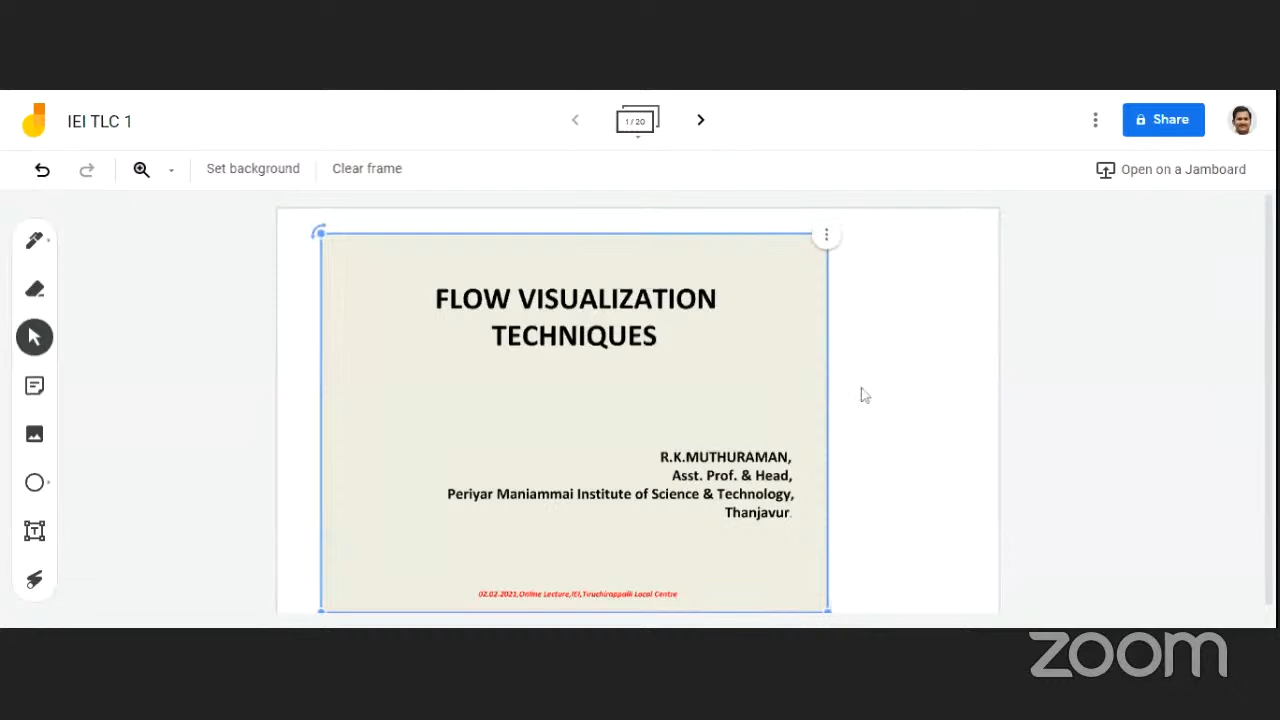 IEI TLC 1
1 / 20
Share
Set background
Clear frame
Open on a Jamboard
FLOW VISUALIZATION
TECHNIQUES
R.K.MUTHURAMAN,
Asst. Prof. & Head,
Periyar Maniammai Institute of Science & Technology,
Thanjavur.
02.02.2021,Online Lecture,IEI,Tiruchirappalli Local Centre
zoom